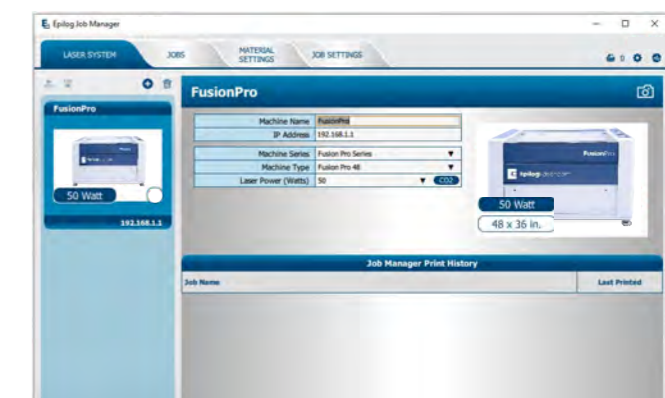 Epilog Job Manager
LASER SYSTEM
JOBS
MATERIAL SETTINGS
JOB SETTINGS
FusionPro
50 Watt
192.168.1.1
FusionPro
Machine Name FusionPro
IP Address 192.168.1.1
Machine Series Fusion Pro Series
Machine Type Fusion Pro 48
Laser Power (Watts) 50 CO2
FusionPro
Epilog
50 Watt
48 x 36 in.
Job Manager Print History
Job Name Last Printed